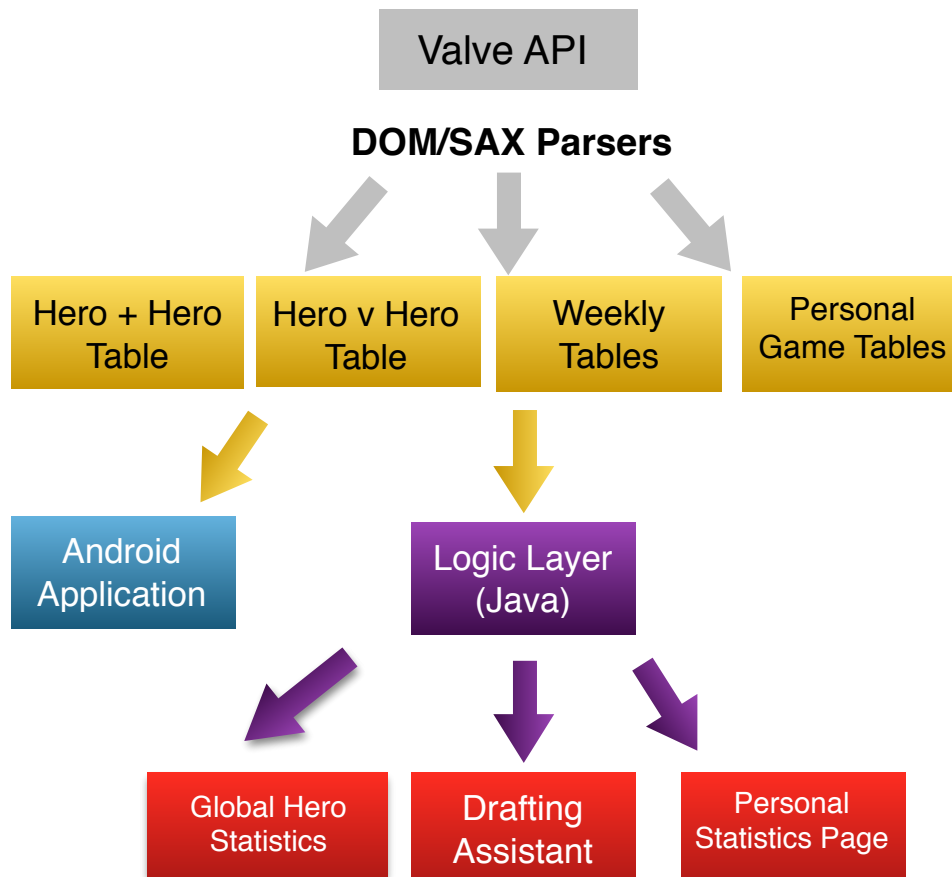 Valve API
DOM/SAX Parsers
Hero + Hero
Table
Hero v Hero
Table
Weekly
Tables
Personal
Game Tables
Android
Application
Logic Layer
(Java)
Global Hero
Statistics
Drafting
Assistant
Personal
Statistics Page